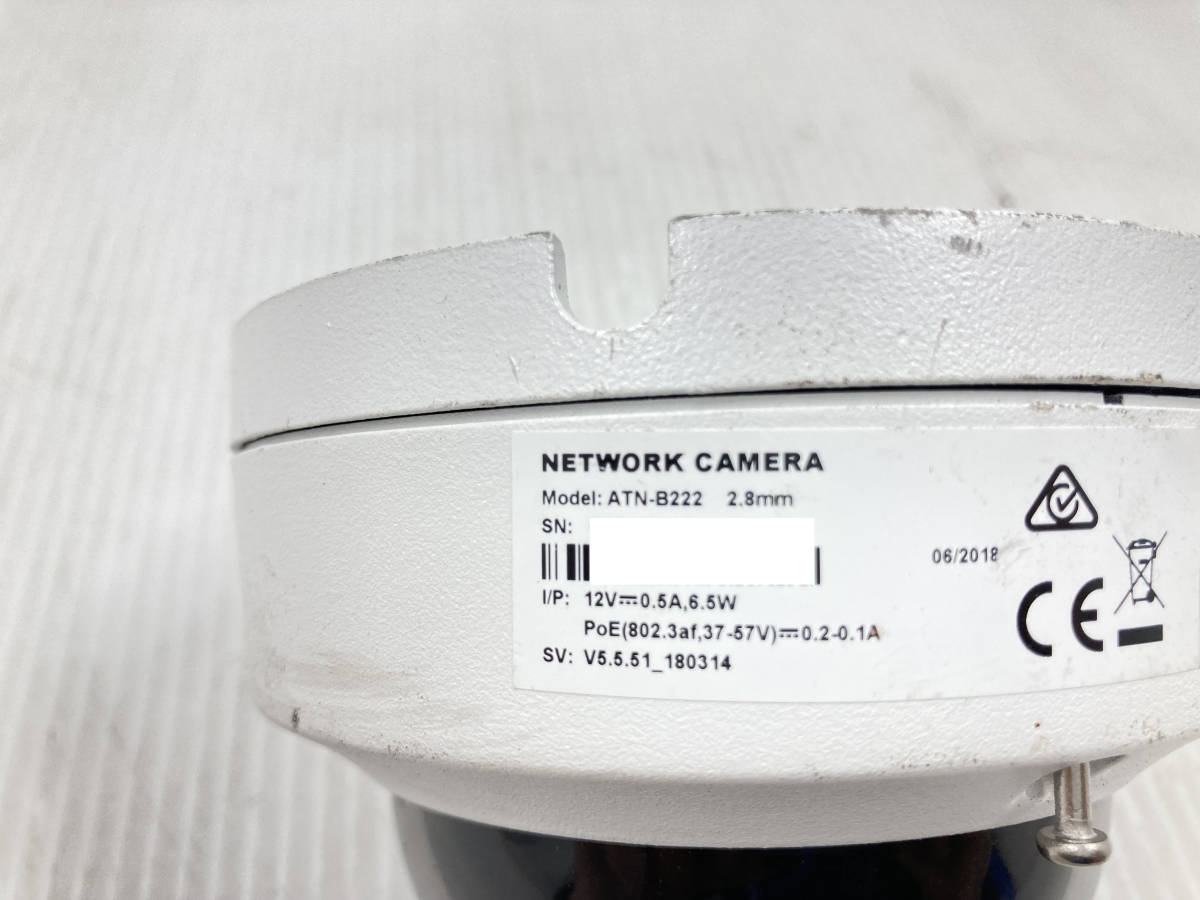 NETWORK CAMERA
Model: ATN-B222 2.8mm
SN:
06/2018
I/P: 12V⎓0.5A,6.5W
PoE(802.3af,37-57V)⎓0.2-0.1A
SV: V5.5.51_180314
CE